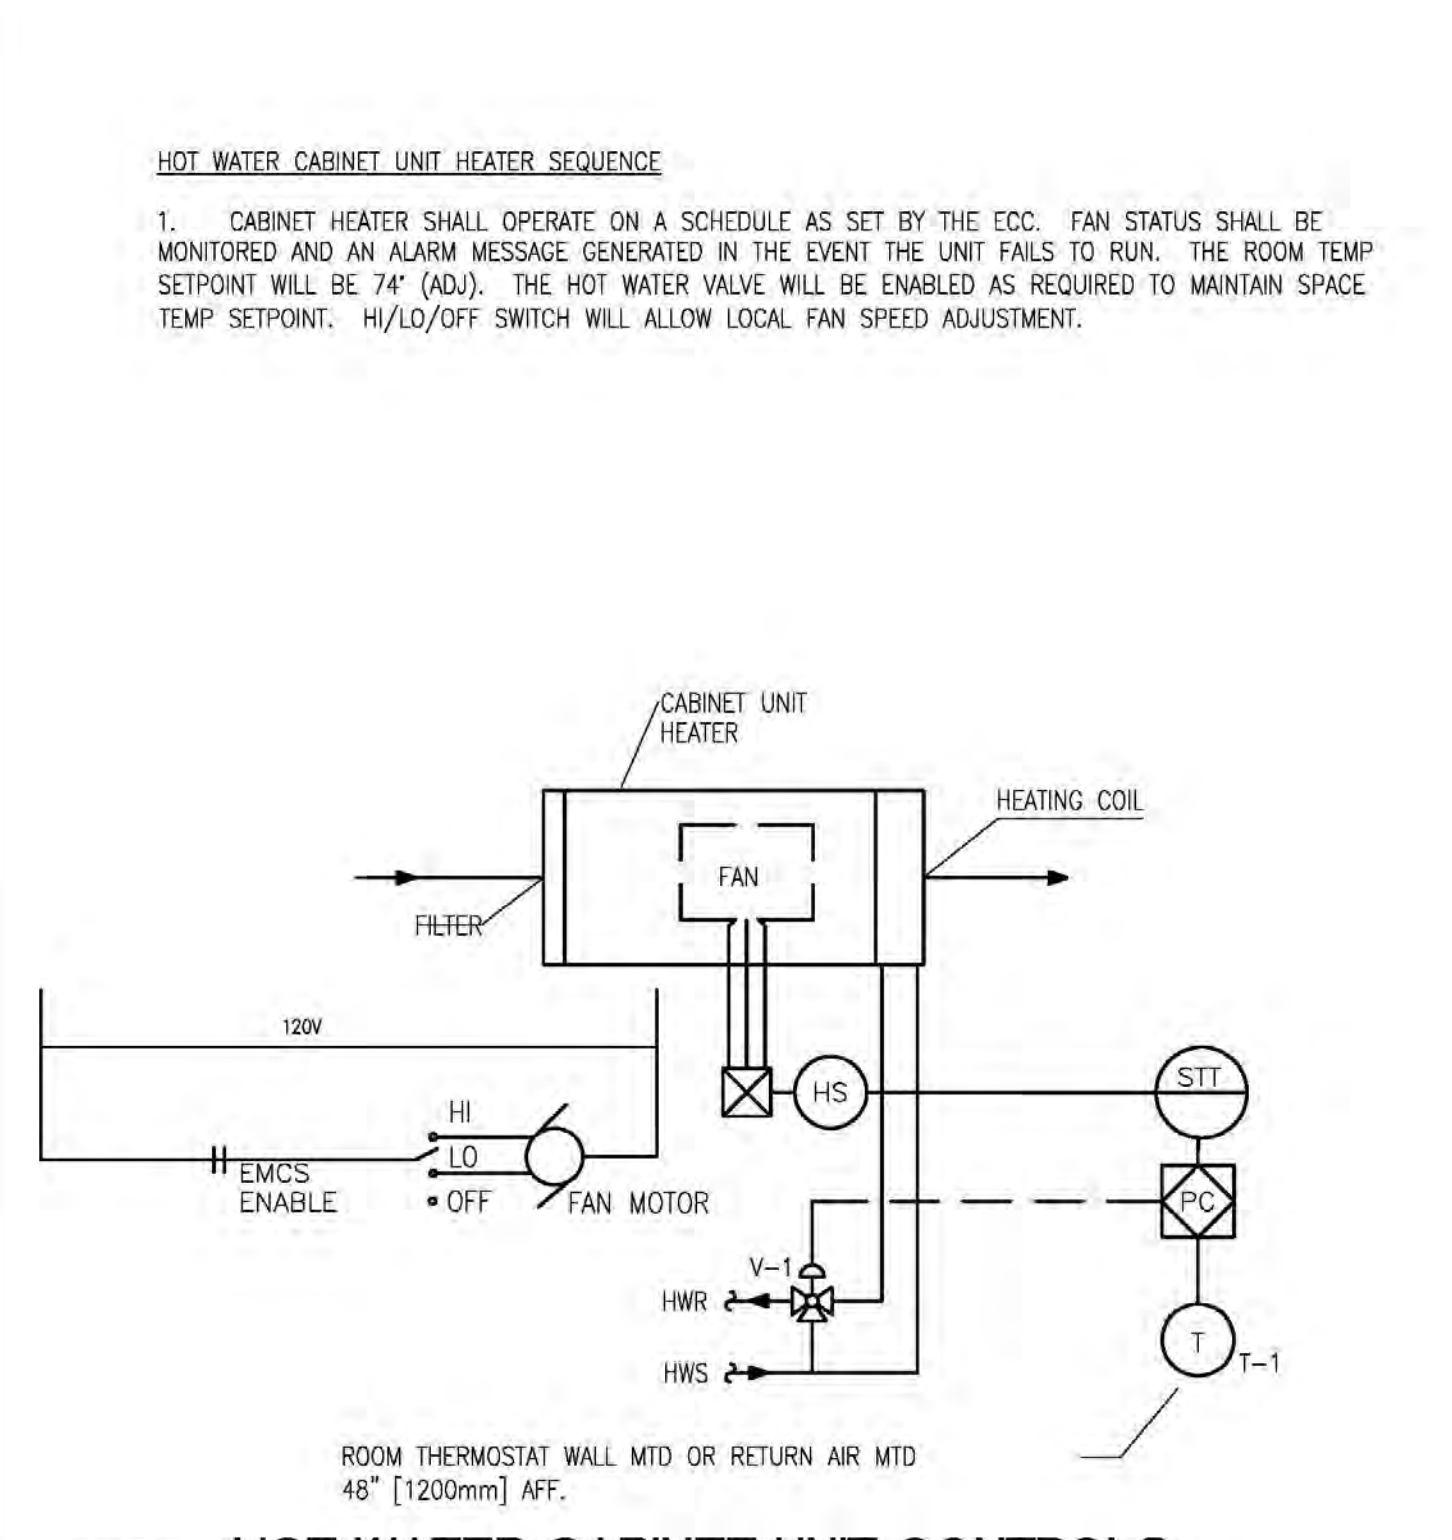 HOT WATER CABINET UNIT HEATER SEQUENCE
1. CABINET HEATER SHALL OPERATE ON A SCHEDULE AS SET BY THE ECC. FAN STATUS SHALL BE
MONITORED AND AN ALARM MESSAGE GENERATED IN THE EVENT THE UNIT FAILS TO RUN. THE ROOM TEMP
SETPOINT WILL BE 74° (ADJ). THE HOT WATER VALVE WILL BE ENABLED AS REQUIRED TO MAINTAIN SPACE
TEMP SETPOINT. HI/LO/OFF SWITCH WILL ALLOW LOCAL FAN SPEED ADJUSTMENT.
CABINET UNIT
HEATER
HEATING COIL
FAN
FILTER
120V
STT
HS
HI
LO
EMCS
ENABLE
OFF
FAN MOTOR
PC
V-1
HWR
T
T-1
HWS
ROOM THERMOSTAT WALL MTD OR RETURN AIR MTD
48" [1200mm] AFF.
HOT WATER CABINET UNIT CONTROLS